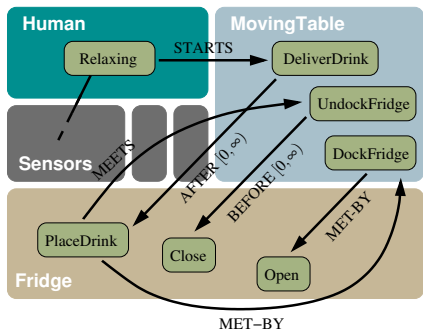 Human
MovingTable
Relaxing
STARTS
DeliverDrink
UndockFridge
DockFridge
Sensors
MEETS
AFTER [0, ∞)
BEFORE [0, ∞)
MET-BY
PlaceDrink
Close
Open
Fridge
MET−BY